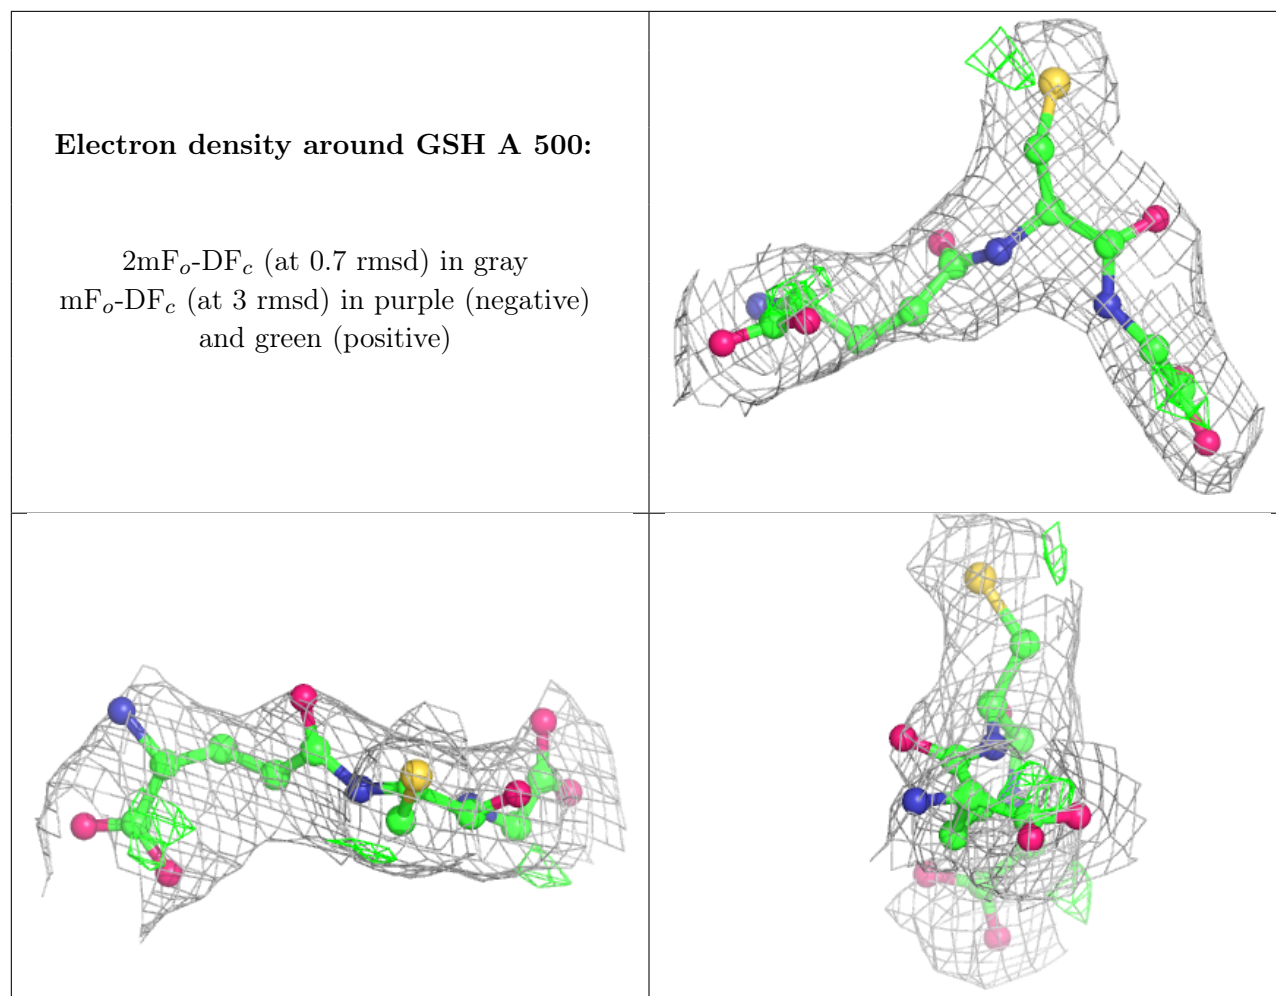 Electron density around GSH A 500:
2mFo-DFc (at 0.7 rmsd) in gray
mFo-DFc (at 3 rmsd) in purple (negative)
and green (positive)